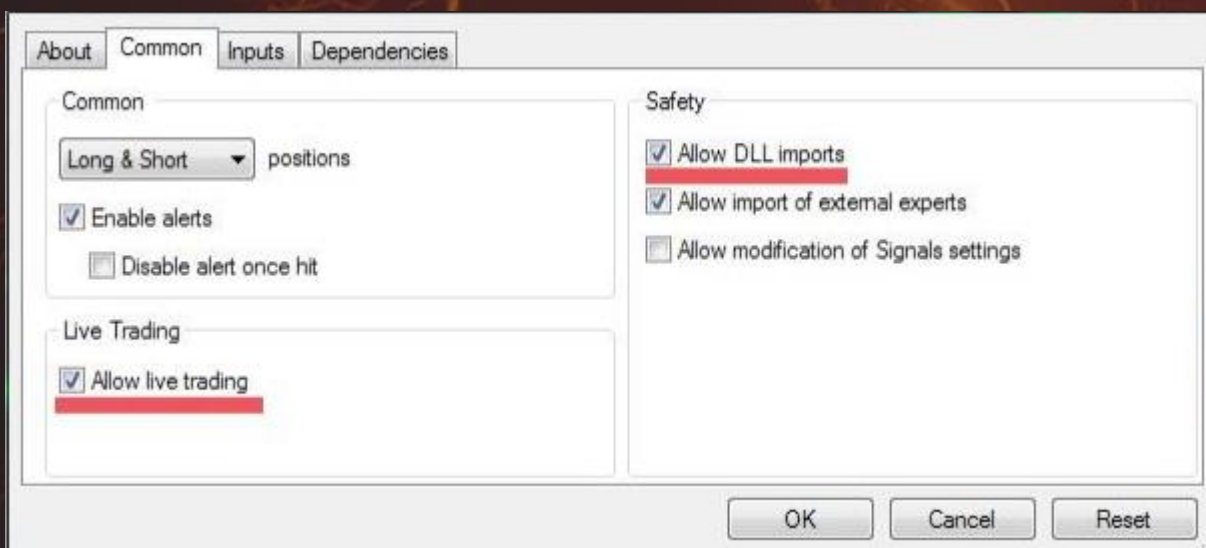 About Common Inputs Dependencies
Common
Long & Short positions
Enable alerts
Disable alert once hit
Live Trading
Allow live trading
Safety
Allow DLL imports
Allow import of external experts
Allow modification of Signals settings
OK Cancel Reset